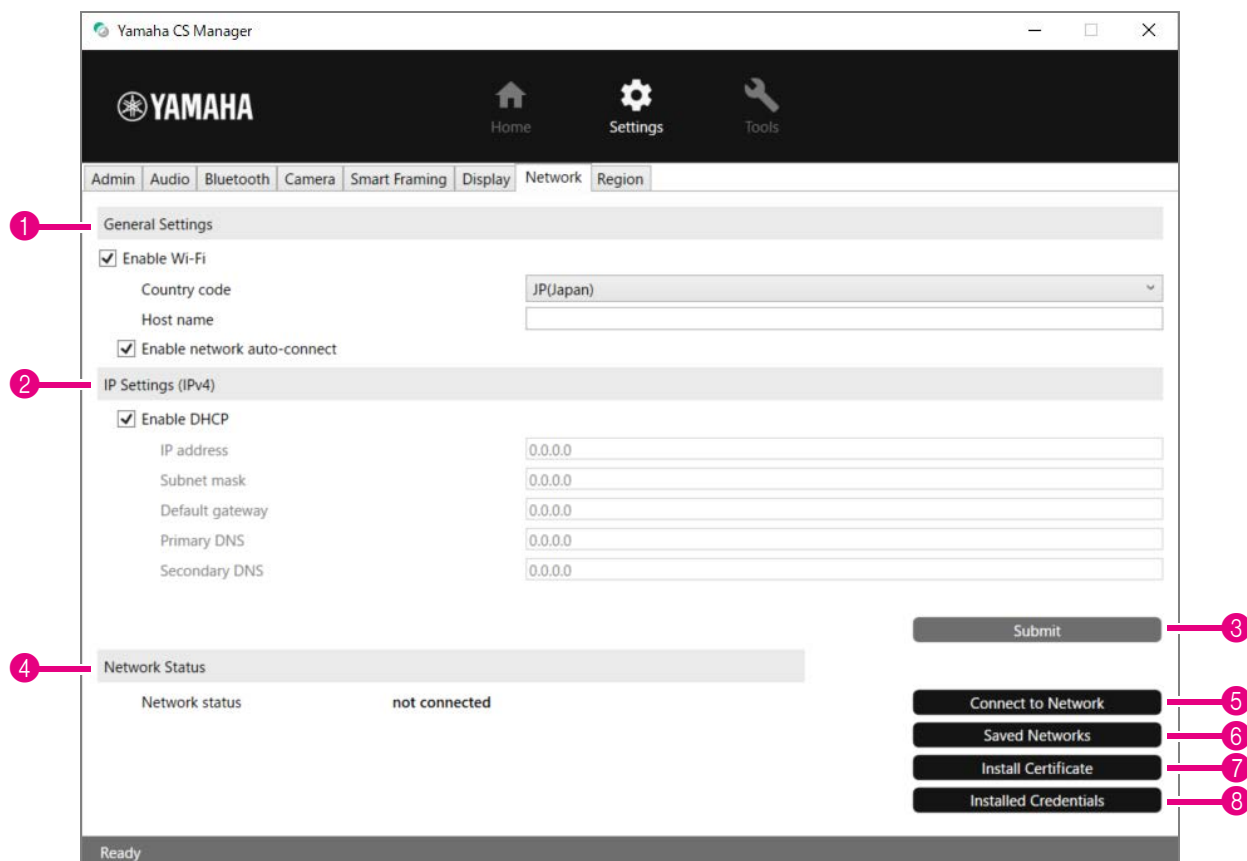 Yamaha CS Manager
YAMAHA
Home Settings Tools
Admin Audio Bluetooth Camera Smart Framing Display Network Region
1 General Settings
Enable Wi-Fi
Country code JP(Japan)
Host name
Enable network auto-connect
2 IP Settings (IPv4)
Enable DHCP
IP address 0.0.0.0
Subnet mask 0.0.0.0
Default gateway 0.0.0.0
Primary DNS 0.0.0.0
Secondary DNS 0.0.0.0
Submit 3
4 Network Status
Network status not connected
Connect to Network 5
Saved Networks 6
Install Certificate 7
Installed Credentials 8
Ready